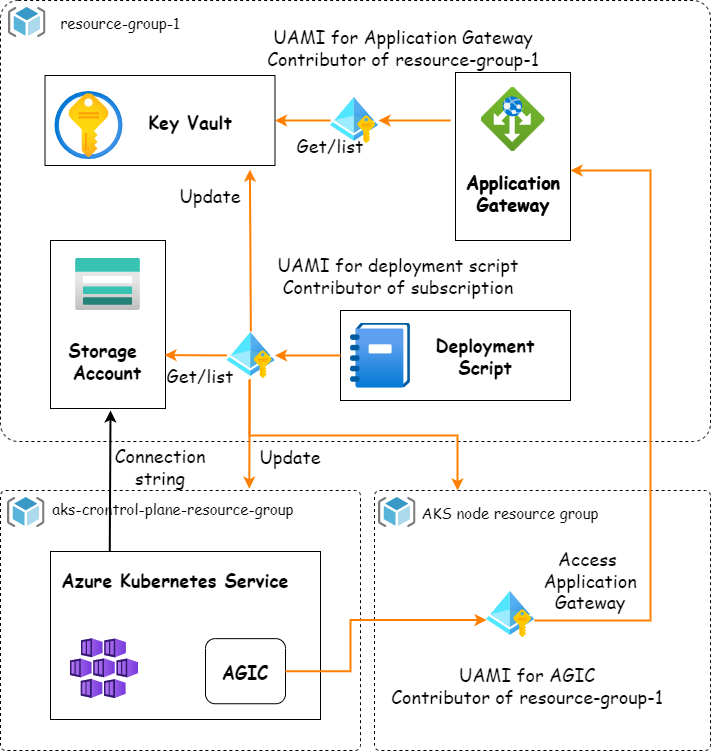 resource-group-1
UAMI for Application Gateway
Contributor of resource-group-1
Key Vault
Get/list
Application
Gateway
Update
UAMI for deployment script
Contributor of subscription
Storage
Account
Get/list
Deployment
Script
Connection
string
Update
aks-crontrol-plane-resource-group
AKS node resource group
Azure Kubernetes Service
AGIC
Access
Application
Gateway
UAMI for AGIC
Contributor of resource-group-1